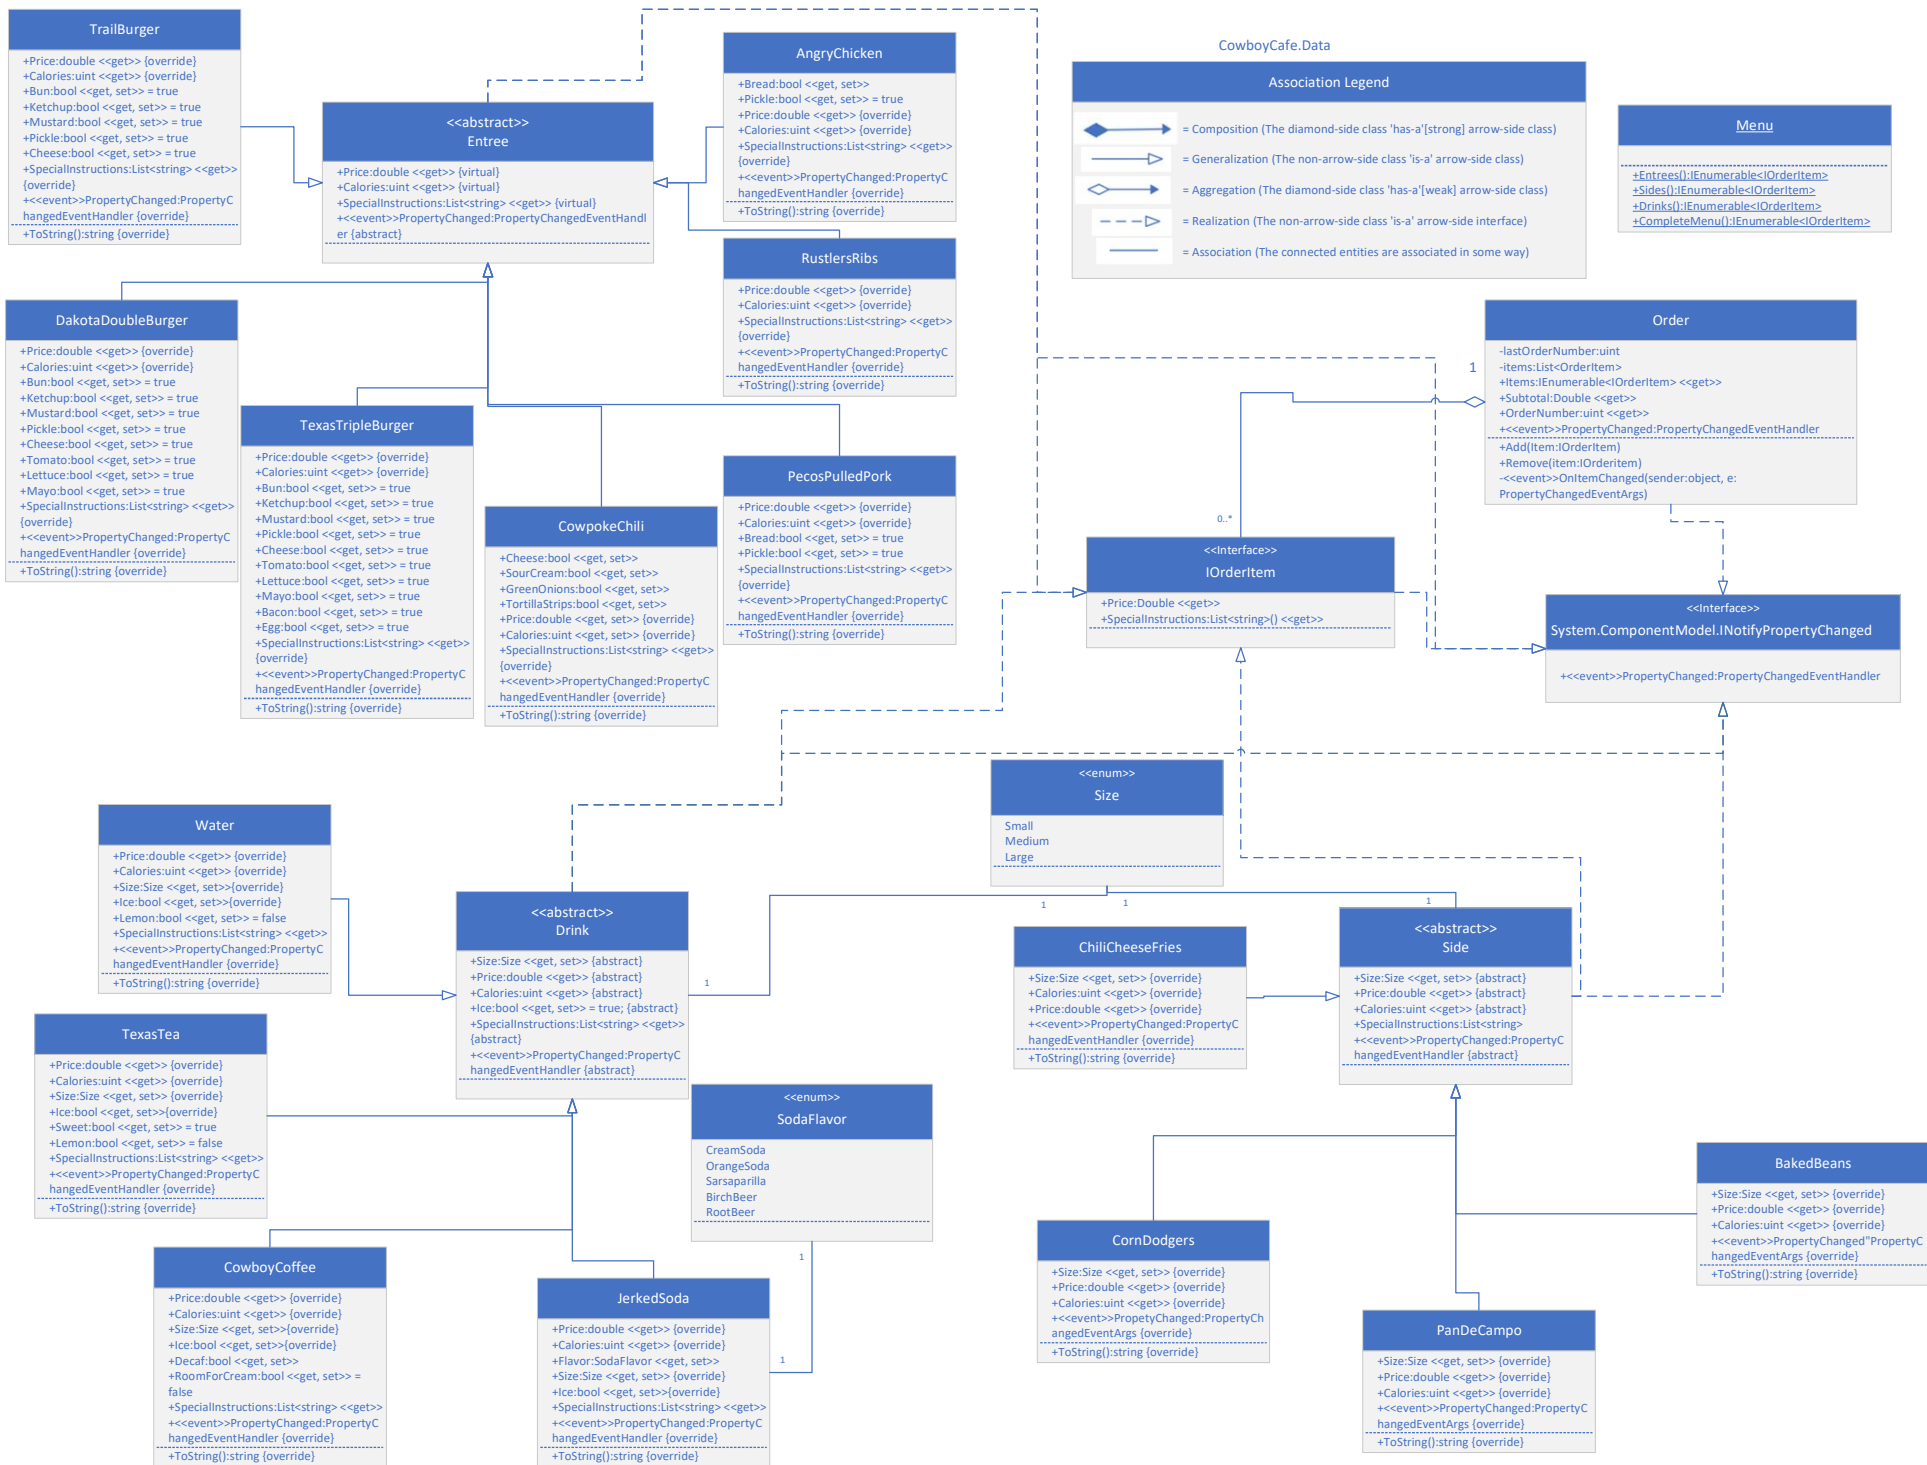 TrailBurger
+Price:double <<get>> {override}
+Calories:uint <<get>> {override}
+Bun:bool <<get, set>> = true
+Ketchup:bool <<get, set>> = true
+Mustard:bool <<get, set>> = true
+Pickle:bool <<get, set>> = true
+Cheese:bool <<get, set>> = true
+SpecialInstructions:List<string> <<get>>
{override}
+<<event>>PropertyChanged:PropertyC
hangedEventHandler {override}
+ToString():string {override}
<<abstract>>
Entree
+Price:double <<get>> {virtual}
+Calories:uint <<get>> {virtual}
+SpecialInstructions:List<string> <<get>> {virtual}
+<<event>>PropertyChanged:PropertyChangedEventHandl
er {abstract}
AngryChicken
+Bread:bool <<get, set>>
+Pickle:bool <<get, set>> = true
+Price:double <<get>> {override}
+Calories:uint <<get>> {override}
+SpecialInstructions:List<string> <<get>>
{override}
+<<event>>PropertyChanged:PropertyC
hangedEventHandler {override}
+ToString():string {override}
CowboyCafe.Data
Association Legend
= Composition (The diamond-side class 'has-a'[strong] arrow-side class)
= Generalization (The non-arrow-side class 'is-a' arrow-side class)
= Aggregation (The diamond-side class 'has-a'[weak] arrow-side class)
= Realization (The non-arrow-side class 'is-a' arrow-side interface)
= Association (The connected entities are associated in some way)
Menu
+Entrees():IEnumerable<IOrderItem>
+Sides():IEnumerable<IOrderItem>
+Drinks():IEnumerable<IOrderItem>
+CompleteMenu():IEnumerable<IOrderItem>
RustlersRibs
+Price:double <<get>> {override}
+Calories:uint <<get>> {override}
+SpecialInstructions:List<string> <<get>>
{override}
+<<event>>PropertyChanged:PropertyC
hangedEventHandler {override}
+ToString():string {override}
DakotaDoubleBurger
+Price:double <<get>> {override}
+Calories:uint <<get>> {override}
+Bun:bool <<get, set>> = true
+Ketchup:bool <<get, set>> = true
+Mustard:bool <<get, set>> = true
+Pickle:bool <<get, set>> = true
+Cheese:bool <<get, set>> = true
+Tomato:bool <<get, set>> = true
+Lettuce:bool <<get, set>> = true
+Mayo:bool <<get, set>> = true
+SpecialInstructions:List<string> <<get>>
{override}
+<<event>>PropertyChanged:PropertyC
hangedEventHandler {override}
+ToString():string {override}
TexasTripleBurger
+Price:double <<get>> {override}
+Calories:uint <<get>> {override}
+Bun:bool <<get, set>> = true
+Ketchup:bool <<get, set>> = true
+Mustard:bool <<get, set>> = true
+Pickle:bool <<get, set>> = true
+Cheese:bool <<get, set>> = true
+Tomato:bool <<get, set>> = true
+Lettuce:bool <<get, set>> = true
+Mayo:bool <<get, set>> = true
+Bacon:bool <<get, set>> = true
+Egg:bool <<get, set>> = true
+SpecialInstructions:List<string> <<get>>
{override}
+<<event>>PropertyChanged:PropertyC
hangedEventHandler {override}
+ToString():string {override}
CowpokeChili
+Cheese:bool <<get, set>>
+SourCream:bool <<get, set>>
+GreenOnions:bool <<get, set>>
+TortillaStrips:bool <<get, set>>
+Price:double <<get, set>> {override}
+Calories:uint <<get, set>> {override}
+SpecialInstructions:List<string> <<get>>
{override}
+<<event>>PropertyChanged:PropertyC
hangedEventHandler {override}
+ToString():string {override}
PecosPulledPork
+Price:double <<get>> {override}
+Calories:uint <<get>> {override}
+Bread:bool <<get, set>> = true
+Pickle:bool <<get, set>> = true
+SpecialInstructions:List<string> <<get>>
{override}
+<<event>>PropertyChanged:PropertyC
hangedEventHandler {override}
+ToString():string {override}
Order
-lastOrderNumber:uint
-items:List<OrderItem>
+Items:IEnumerable<IOrderItem> <<get>>
+Subtotal:Double <<get>>
+OrderNumber:uint <<get>>
+<<event>>PropertyChanged:PropertyChangedEventHandler
+Add(Item:IOrderItem)
+Remove(item:IOrderitem)
-<<event>>OnItemChanged(sender:object, e:
PropertyChangedEventArgs)
1
0..*
<<Interface>>
IOrderItem
+Price:Double <<get>>
+SpecialInstructions:List<string>() <<get>>
<<Interface>>
System.ComponentModel.INotifyPropertyChanged
+<<event>>PropertyChanged:PropertyChangedEventHandler
<<enum>>
Size
Small
Medium
Large
Water
+Price:double <<get>> {override}
+Calories:uint <<get>> {override}
+Size:Size <<get, set>>{override}
+Ice:bool <<get, set>>{override}
+Lemon:bool <<get, set>> = false
+SpecialInstructions:List<string> <<get>>
+<<event>>PropertyChanged:PropertyC
hangedEventHandler {override}
+ToString():string {override}
<<abstract>>
Drink
+Size:Size <<get, set>> {abstract}
+Price:double <<get>> {abstract}
+Calories:uint <<get>> {abstract}
+Ice:bool <<get, set>> = true; {abstract}
+SpecialInstructions:List<string> <<get>>
{abstract}
+<<event>>PropertyChanged:PropertyC
hangedEventHandler {abstract}
1
1
1
1
ChiliCheeseFries
+Size:Size <<get, set>> {override}
+Calories:uint <<get>> {override}
+Price:double <<get>> {override}
+<<event>>PropertyChanged:PropertyC
hangedEventHandler {override}
+ToString():string {override}
<<abstract>>
Side
+Size:Size <<get, set>> {abstract}
+Price:double <<get>> {abstract}
+Calories:uint <<get>> {abstract}
+SpecialInstructions:List<string>
+<<event>>PropertyChanged:PropertyC
hangedEventHandler {abstract}
TexasTea
+Price:double <<get>> {override}
+Calories:uint <<get>> {override}
+Size:Size <<get, set>> {override}
+Ice:bool <<get, set>>{override}
+Sweet:bool <<get, set>> = true
+Lemon:bool <<get, set>> = false
+SpecialInstructions:List<string> <<get>>
+<<event>>PropertyChanged:PropertyC
hangedEventHandler {override}
+ToString():string {override}
<<enum>>
SodaFlavor
CreamSoda
OrangeSoda
Sarsaparilla
BirchBeer
RootBeer
1
1
CowboyCoffee
+Price:double <<get>> {override}
+Calories:uint <<get>> {override}
+Size:Size <<get, set>>{override}
+Ice:bool <<get, set>>{override}
+Decaf:bool <<get, set>>
+RoomForCream:bool <<get, set>> =
false
+SpecialInstructions:List<string> <<get>>
+<<event>>PropertyChanged:PropertyC
hangedEventHandler {override}
+ToString():string {override}
JerkedSoda
+Price:double <<get>> {override}
+Calories:uint <<get>> {override}
+Flavor:SodaFlavor <<get, set>>
+Size:Size <<get, set>> {override}
+Ice:bool <<get, set>>{override}
+SpecialInstructions:List<string> <<get>>
+<<event>>PropertyChanged:PropertyC
hangedEventHandler {override}
+ToString():string {override}
CornDodgers
+Size:Size <<get, set>> {override}
+Price:double <<get>> {override}
+Calories:uint <<get>> {override}
+<<event>>PropetyChanged:PropertyCh
angedEventArgs {override}
+ToString():string {override}
BakedBeans
+Size:Size <<get, set>> {override}
+Price:double <<get>> {override}
+Calories:uint <<get>> {override}
+<<event>>PropertyChanged"PropertyC
hangedEventArgs {override}
+ToString():string {override}
PanDeCampo
+Size:Size <<get, set>> {override}
+Price:double <<get>> {override}
+Calories:uint <<get>> {override}
+<<event>>PropertyChanged:PropertyC
hangedEventArgs {override}
+ToString():string {override}